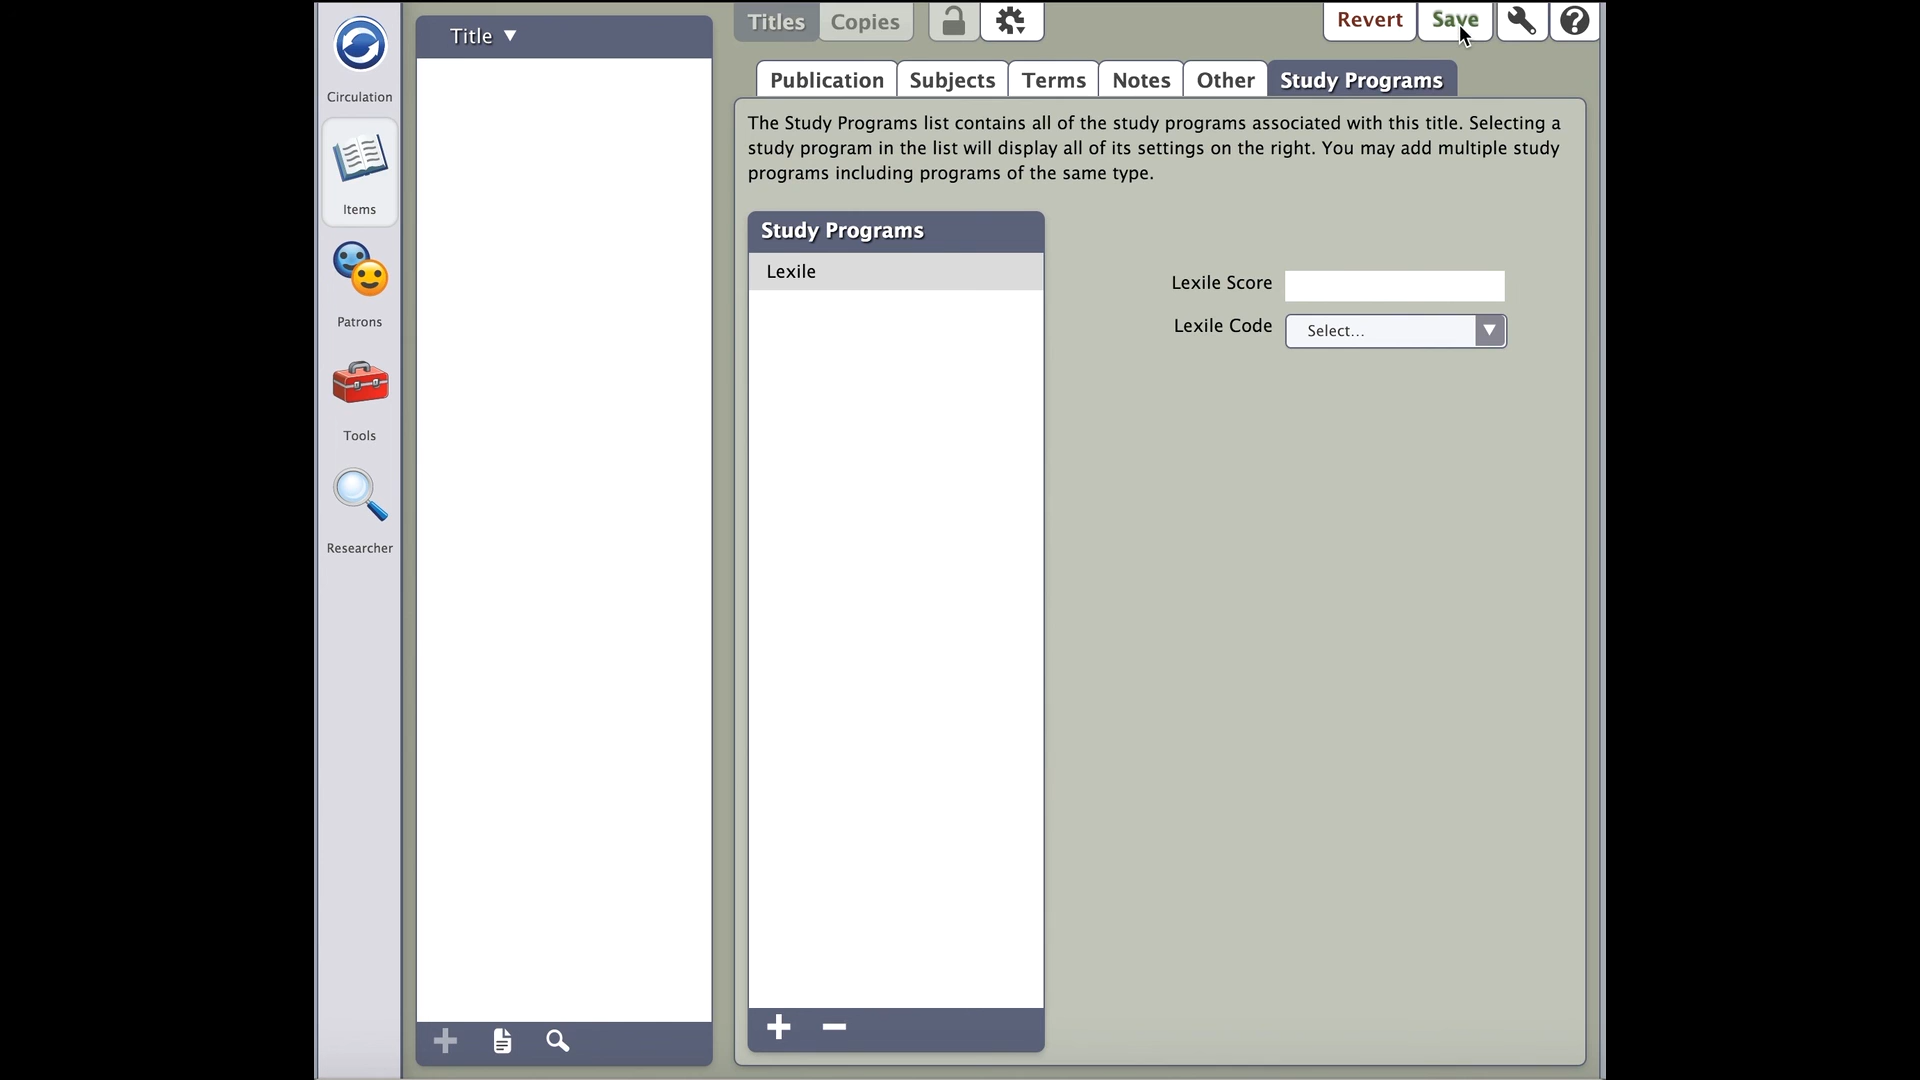 Circulation
Items
Patrons
Tools
Researcher
Title ▼
Titles
Copies
Revert
Save
Publication
Subjects
Terms
Notes
Other
Study Programs
The Study Programs list contains all of the study programs associated with this title. Selecting a
study program in the list will display all of its settings on the right. You may add multiple study
programs including programs of the same type.
Study Programs
Lexile
Lexile Score
Lexile Code
Select...